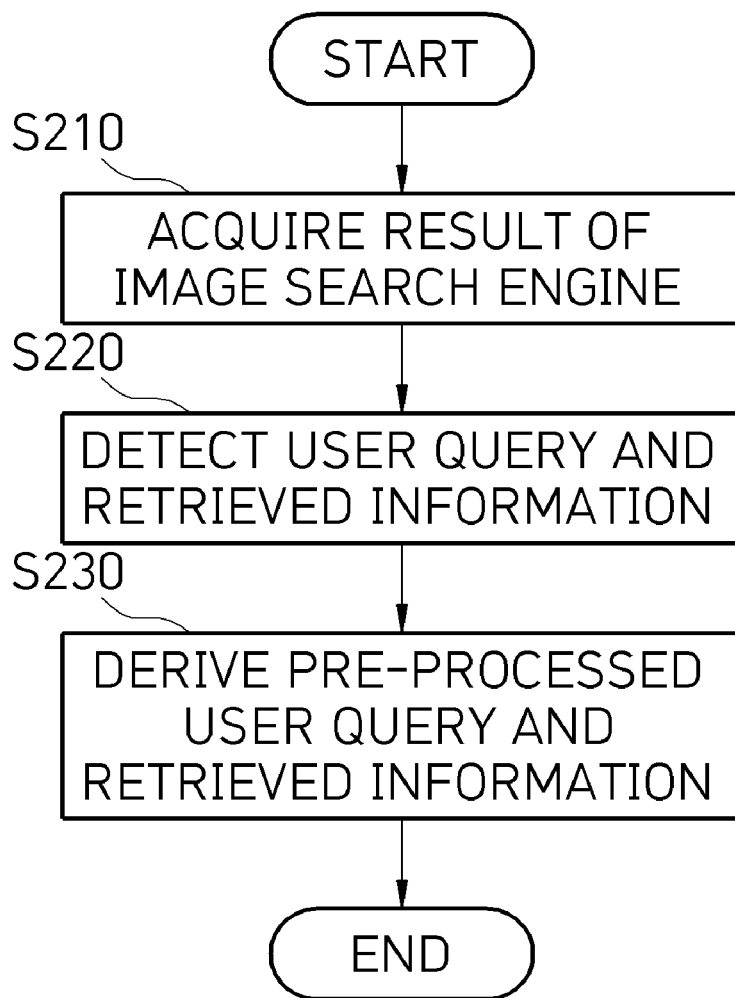 START
S210
ACQUIRE RESULT OF
IMAGE SEARCH ENGINE
S220
DETECT USER QUERY AND
RETRIEVED INFORMATION
S230
DERIVE PRE-PROCESSED
USER QUERY AND
RETRIEVED INFORMATION
END